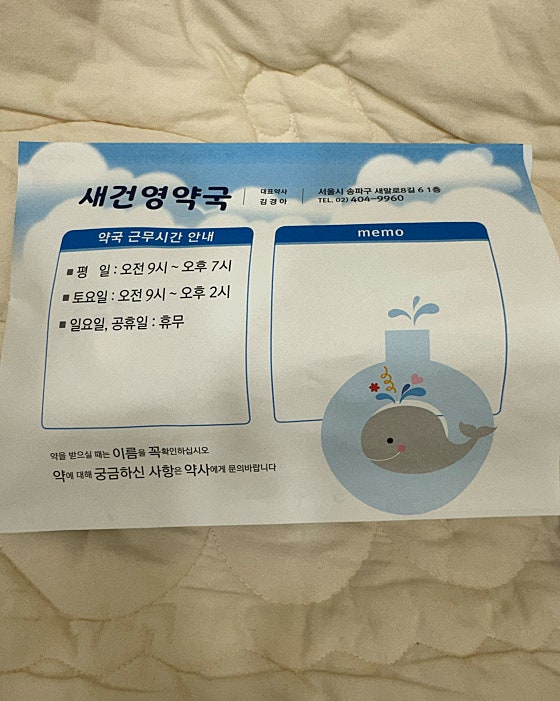 새건영약국
대표약사
김 경 아
서울시 송파구 새말로8길 6 1층
TEL. 02) 404-9960
약국 근무시간 안내
■ 평 일 : 오전 9시 ~ 오후 7시
■ 토요일 : 오전 9시 ~ 오후 2시
■ 일요일, 공휴일 : 휴무
memo
약을 받으실 때는 이름을 꼭확인하십시오
약에 대해 궁금하신 사항은 약사에게 문의바랍니다